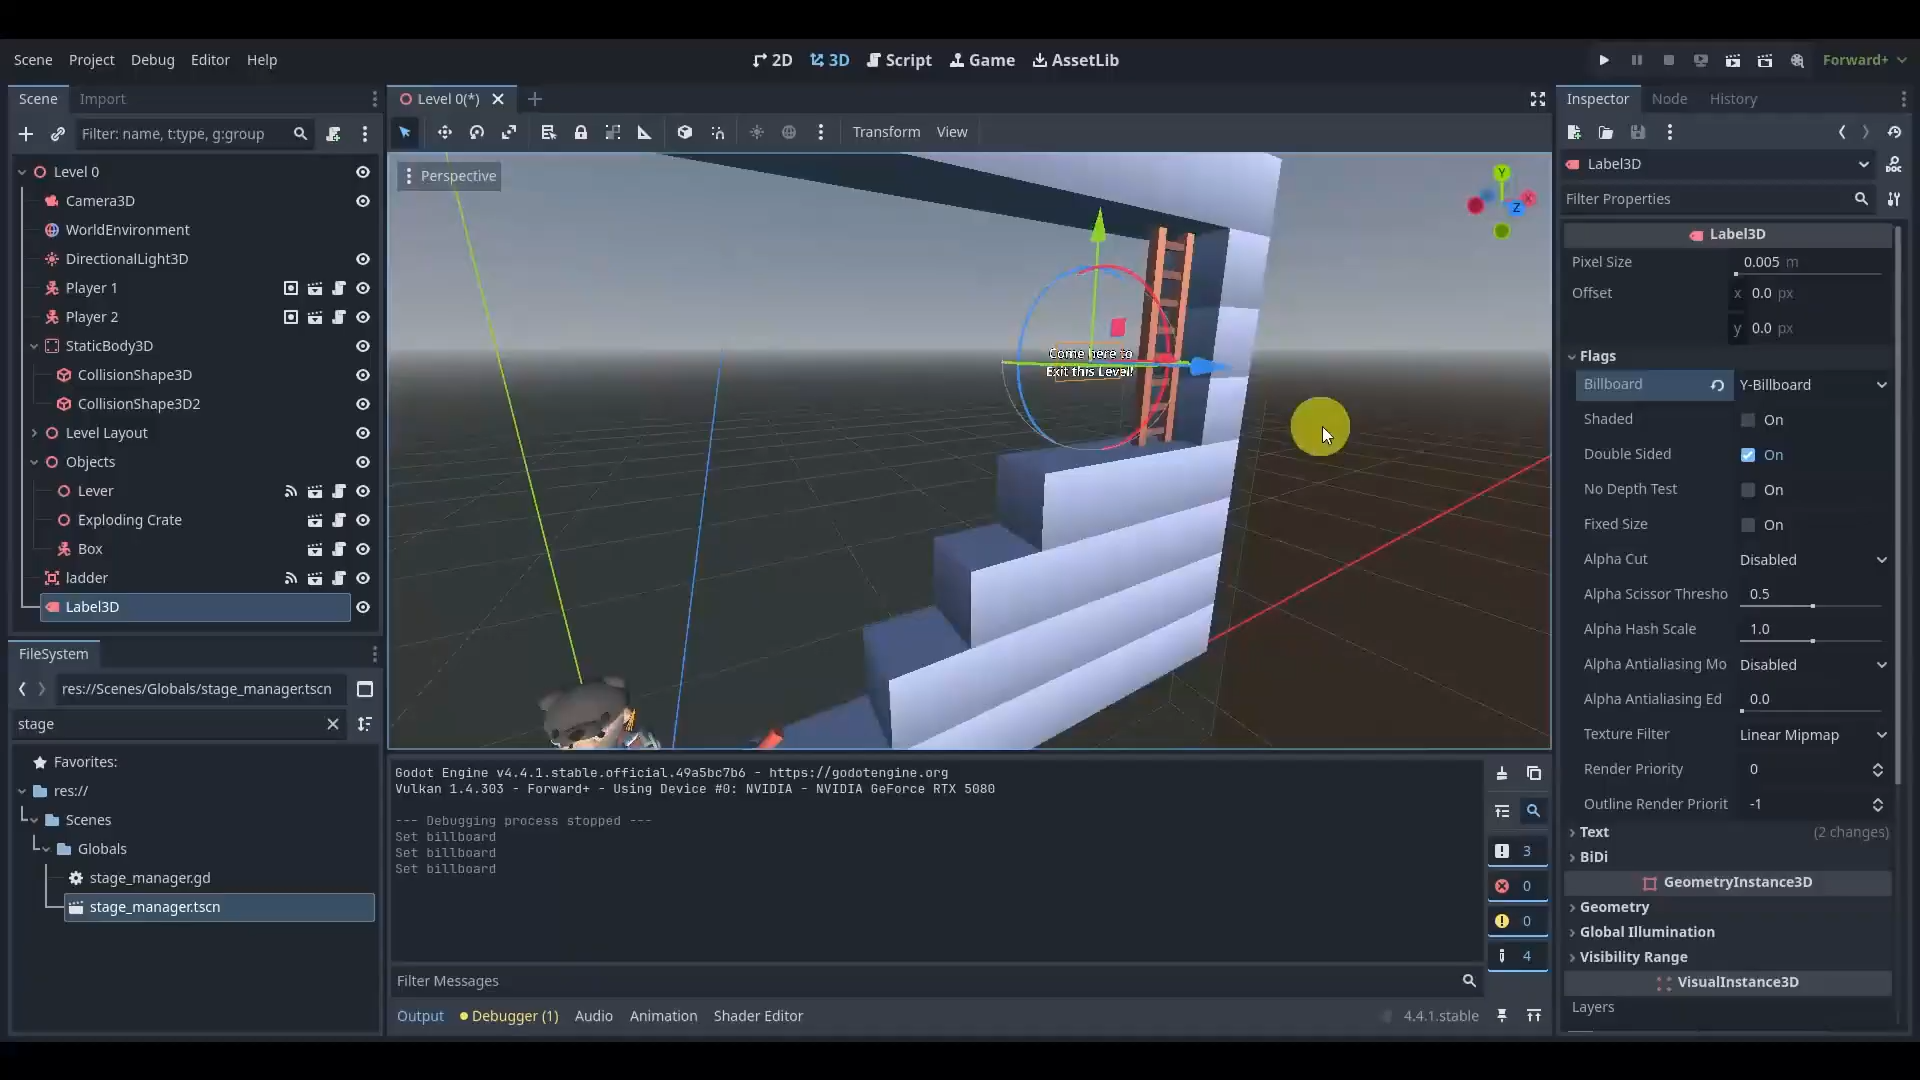 Scene Project Debug Editor Help
2D 3D Script Game AssetLib
Forward+
Scene Import
Filter: name, t:type, g:group
Level 0
Camera3D
WorldEnvironment
DirectionalLight3D
Player 1
Player 2
StaticBody3D
CollisionShape3D
CollisionShape3D2
Level Layout
Objects
Lever
Exploding Crate
Box
ladder
Label3D
FileSystem
res://Scenes/Globals/stage_manager.tscn
stage
Favorites:
res://
Scenes
Globals
stage_manager.gd
stage_manager.tscn
Level 0(*)
Transform View
Perspective
Y
X
Z
Come here to
Exit this Level!
Godot Engine v4.4.1.stable.official.49a5bc7b6 - https://godotengine.org
Vulkan 1.4.303 - Forward+ - Using Device #0: NVIDIA - NVIDIA GeForce RTX 5080
--- Debugging process stopped ---
Set billboard
Set billboard
Set billboard
3
0
0
4
Filter Messages
Output Debugger (1) Audio Animation Shader Editor
4.4.1.stable
Inspector Node History
Label3D
DOC
Filter Properties
Label3D
Pixel Size 0.005 m
Offset x 0.0 px
y 0.0 px
Flags
Billboard Y-Billboard
Shaded On
Double Sided On
No Depth Test On
Fixed Size On
Alpha Cut Disabled
Alpha Scissor Thresho 0.5
Alpha Hash Scale 1.0
Alpha Antialiasing Mo Disabled
Alpha Antialiasing Ed 0.0
Texture Filter Linear Mipmap
Render Priority 0
Outline Render Priorit -1
Text (2 changes)
BiDi
GeometryInstance3D
Geometry
Global Illumination
Visibility Range
VisualInstance3D
Layers